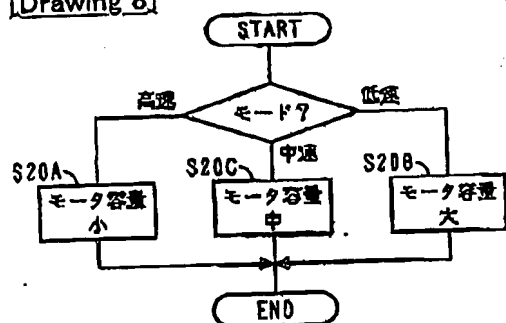 [Drawing 8]
START
モード?
高速
低速
中速
S20A
モータ容量
小
S20C
モータ容量
中
S20B
モータ容量
大
END